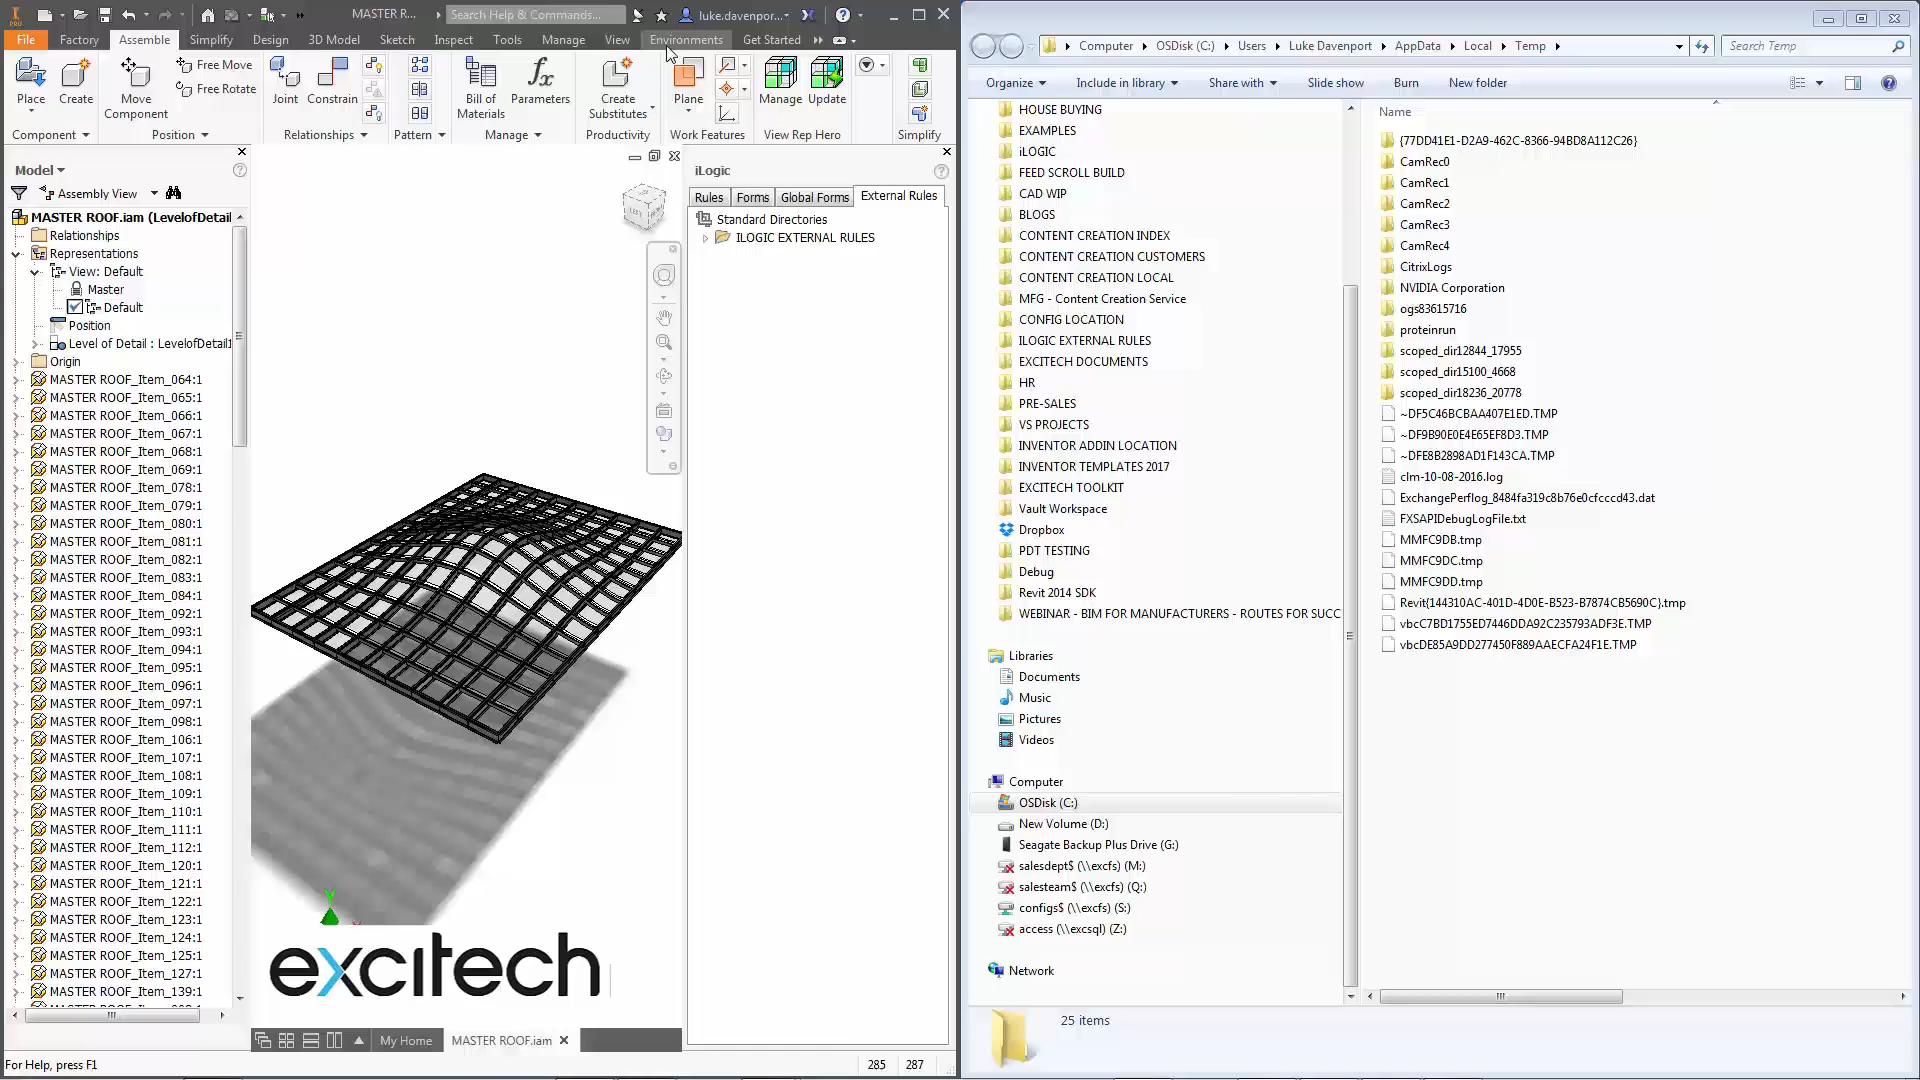 PRO
MASTER R...
Search Help & Commands...
luke.davenpor...
File
Factory
Assemble
Simplify
Design
3D Model
Sketch
Inspect
Tools
Manage
View
Environments
Get Started
Place
Create
Move
Component
Free Move
Free Rotate
Joint
Constrain
Bill of
Materials
Parameters
Create
Substitutes
Plane
Manage
Update
Component
Position
Relationships
Pattern
Manage
Productivity
Work Features
View Rep Hero
Simplify
Model
Assembly View
MASTER ROOF.iam (LevelofDetail
Relationships
Representations
View: Default
Master
Default
Position
Level of Detail : LevelofDetail1
Origin
MASTER ROOF_Item_064:1
MASTER ROOF_Item_065:1
MASTER ROOF_Item_066:1
MASTER ROOF_Item_067:1
MASTER ROOF_Item_068:1
MASTER ROOF_Item_069:1
MASTER ROOF_Item_078:1
MASTER ROOF_Item_079:1
MASTER ROOF_Item_080:1
MASTER ROOF_Item_081:1
MASTER ROOF_Item_082:1
MASTER ROOF_Item_083:1
MASTER ROOF_Item_084:1
MASTER ROOF_Item_092:1
MASTER ROOF_Item_093:1
MASTER ROOF_Item_094:1
MASTER ROOF_Item_095:1
MASTER ROOF_Item_096:1
MASTER ROOF_Item_097:1
MASTER ROOF_Item_098:1
MASTER ROOF_Item_106:1
MASTER ROOF_Item_107:1
MASTER ROOF_Item_108:1
MASTER ROOF_Item_109:1
MASTER ROOF_Item_110:1
MASTER ROOF_Item_111:1
MASTER ROOF_Item_112:1
MASTER ROOF_Item_120:1
MASTER ROOF_Item_121:1
MASTER ROOF_Item_122:1
MASTER ROOF_Item_123:1
MASTER ROOF_Item_124:1
MASTER ROOF_Item_125:1
MASTER ROOF_Item_127:1
MASTER ROOF_Item_139:1
excitech
My Home
MASTER ROOF.iam
For Help, press F1
285
287
iLogic
Rules
Forms
Global Forms
External Rules
Standard Directories
ILOGIC EXTERNAL RULES
Computer
OSDisk (C:)
Users
Luke Davenport
AppData
Local
Temp
Search Temp
Organize
Include in library
Share with
Slide show
Burn
New folder
HOUSE BUYING
EXAMPLES
iLOGIC
FEED SCROLL BUILD
CAD WIP
BLOGS
CONTENT CREATION INDEX
CONTENT CREATION CUSTOMERS
CONTENT CREATION LOCAL
MFG - Content Creation Service
CONFIG LOCATION
ILOGIC EXTERNAL RULES
EXCITECH DOCUMENTS
HR
PRE-SALES
VS PROJECTS
INVENTOR ADDIN LOCATION
INVENTOR TEMPLATES 2017
EXCITECH TOOLKIT
Vault Workspace
Dropbox
PDT TESTING
Debug
Revit 2014 SDK
WEBINAR - BIM FOR MANUFACTURERS - ROUTES FOR SUCC
Libraries
Documents
Music
Pictures
Videos
Computer
OSDisk (C:)
New Volume (D:)
Seagate Backup Plus Drive (G:)
salesdept$ (\\excfs) (M:)
salesteam$ (\\excfs) (Q:)
configs$ (\\excfs) (S:)
access (\\excsql) (Z:)
Network
Name
{77DD41E1-D2A9-462C-8366-94BD8A112C26}
CamRec0
CamRec1
CamRec2
CamRec3
CamRec4
CitrixLogs
NVIDIA Corporation
ogs83615716
proteinrun
scoped_dir12844_17955
scoped_dir15100_4668
scoped_dir18236_20778
~DF5C46BCBAA407E1ED.TMP
~DF9B90E0E4E65EF8D3.TMP
~DFE8B2898AD1F143CA.TMP
clm-10-08-2016.log
ExchangePerflog_8484fa319c8b76e0cfcccd43.dat
FXSAPIDebugLogFile.txt
MMFC9DB.tmp
MMFC9DC.tmp
MMFC9DD.tmp
Revit{144310AC-401D-4D0E-B523-B7874CB5690C}.tmp
vbcC7BD1755ED7446DDA92C235793ADF3E.TMP
vbcDE85A9DD277450F889AAECFA24F1E.TMP
25 items